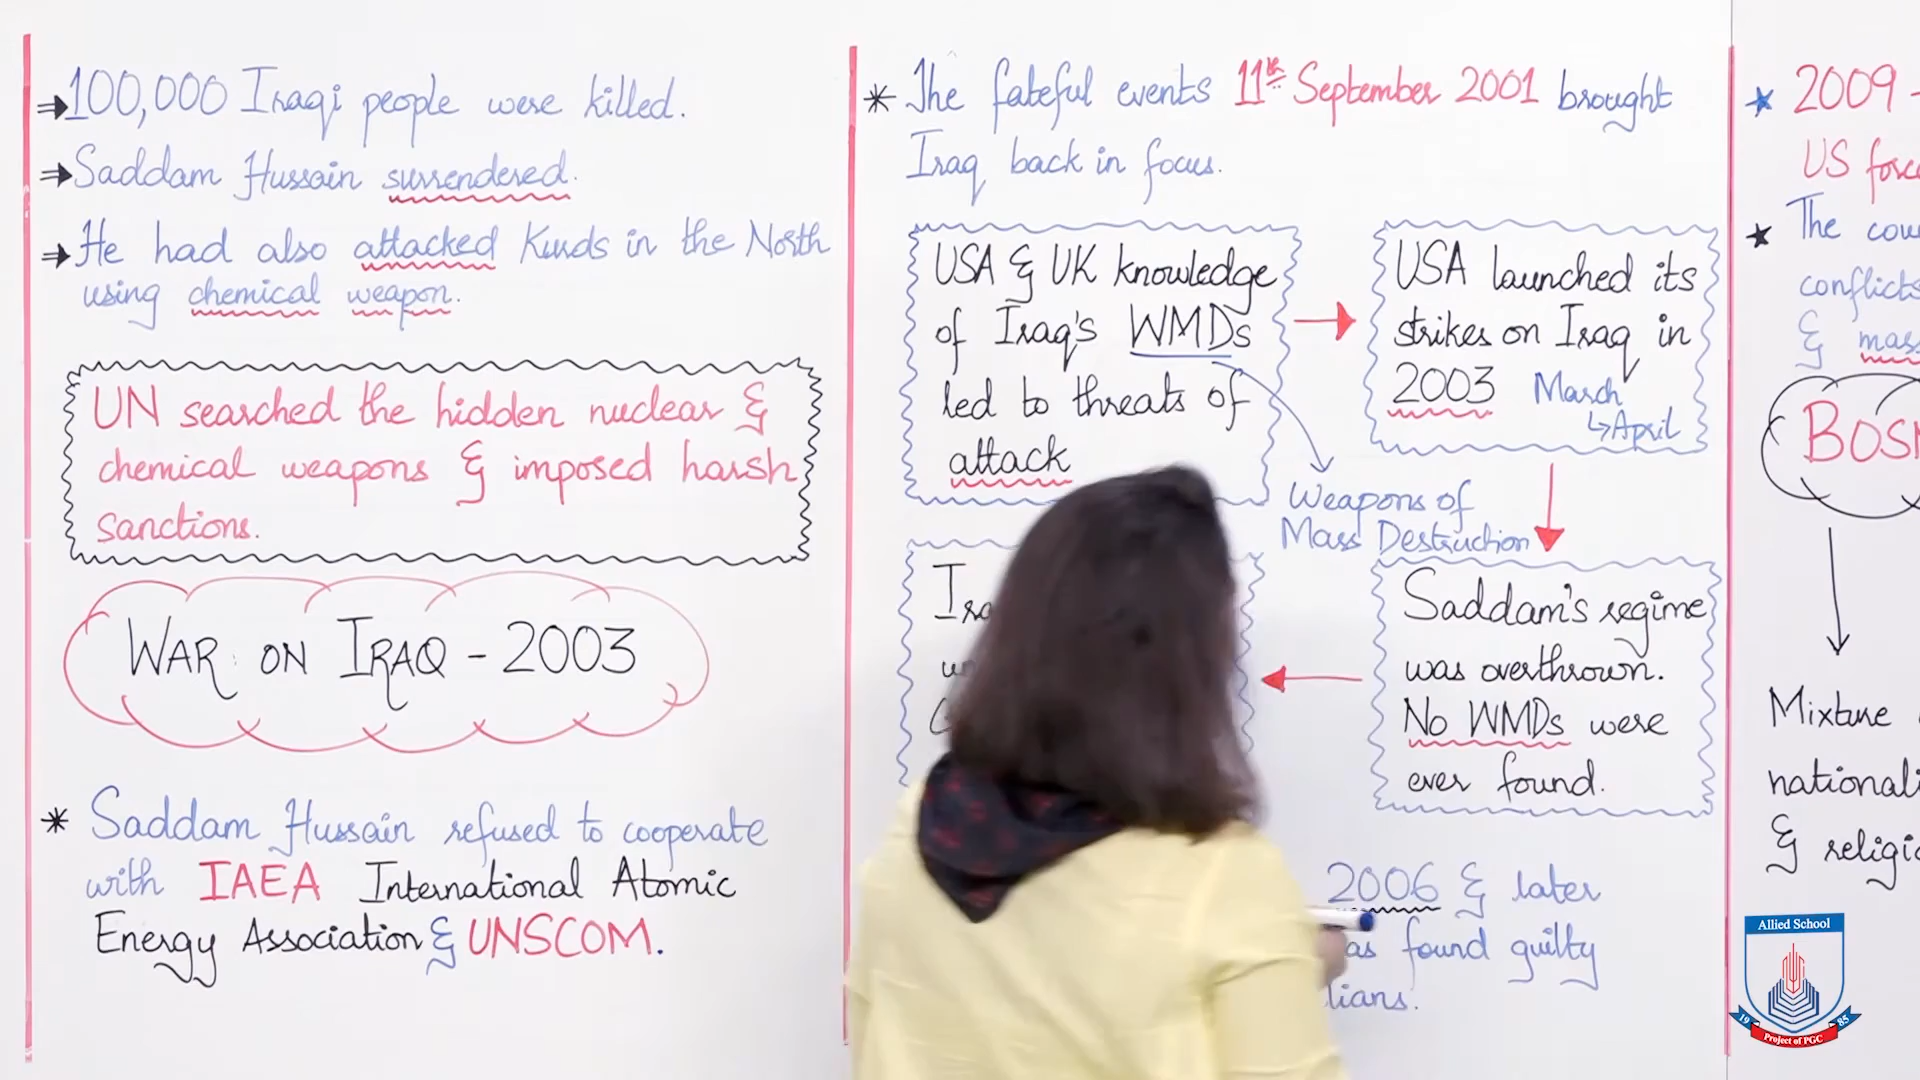 → 100,000 Iraqi people were killed.
→ Saddam Hussain surrendered.
→ He had also attacked Kurds in the North
using chemical weapon.
UN searched the hidden nuclear &
chemical weapons & imposed harsh
sanctions.
WAR ON IRAQ - 2003
* Saddam Hussain refused to cooperate
with IAEA International Atomic
Energy Association & UNSCOM.
* The fateful events 11th September 2001 brought
Iraq back in focus.
USA & UK knowledge
of Iraq's WMDs
led to threats of
attack
USA launched its
strikes on Iraq in
2003 March
↳ April
Weapons of
Mass Destruction
Saddam's regime
was overthrown.
No WMDs were
ever found.
2006 & later
found guilty
★ 2009 -
US
★ The
conflicts
&
Mixture
&
Allied School
19 85
Project of PGC